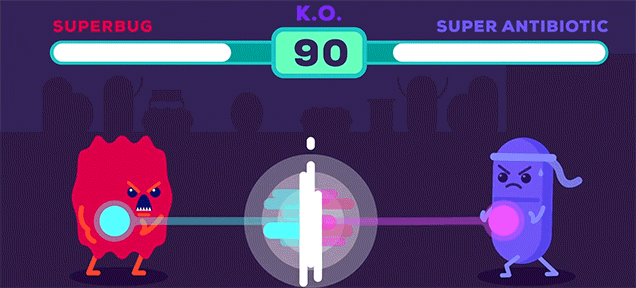 K.O.
SUPERBUG
90
SUPER ANTIBIOTIC